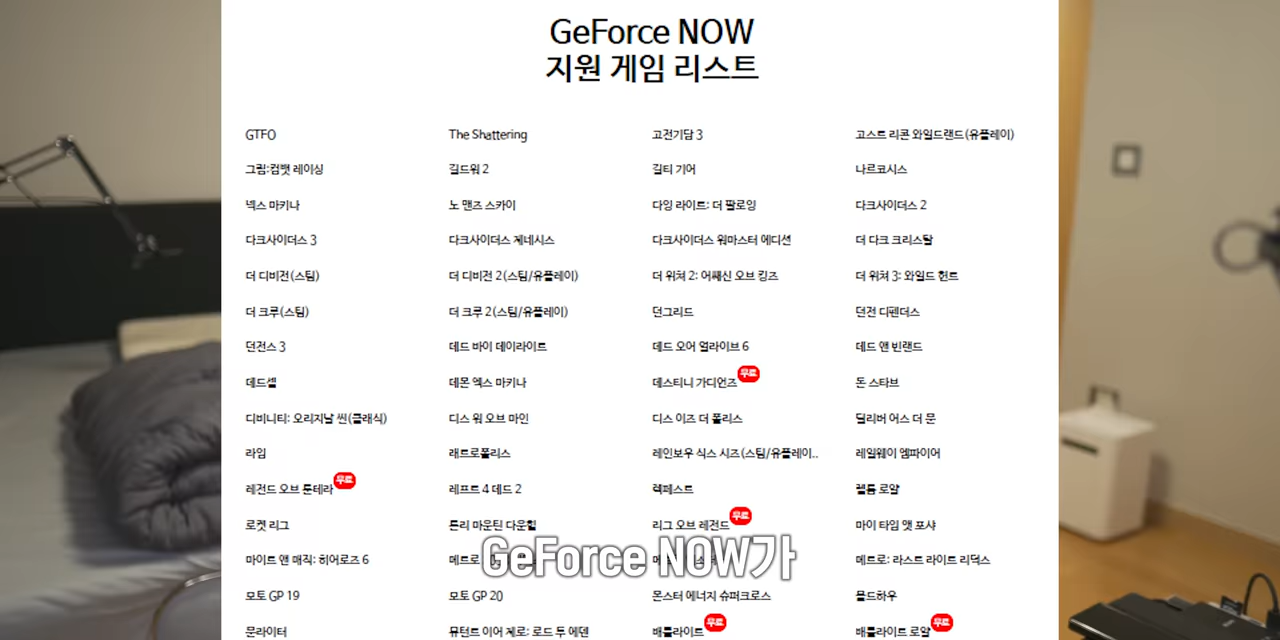 GeForce NOW
지원 게임 리스트
GTFO The Shattering 고전기담 3 고스트 리콘 와일드랜드(유플레이)
그립:컴뱃 레이싱 길드워 2 길티 기어 나르코시스
넥스 마키나 노 맨즈 스카이 다잉 라이트: 더 팔로잉 다크사이더스 2
다크사이더스 3 다크사이더스 제네시스 다크사이더스 워마스터 에디션 더 다크 크리스탈
더 디비전(스팀) 더 디비전 2(스팀/유플레이) 더 위쳐 2: 어쌔신 오브 킹즈 더 위쳐 3: 와일드 헌트
더 크루(스팀) 더 크루 2(스팀/유플레이) 던그리드 던전 디펜더스
던전스 3 데드 바이 데이라이트 데드 오어 얼라이브 6 데드 앤 빈랜드
데드셀 데몬 엑스 마키나 데스티니 가디언즈 무료 돈 스타브
디비니티: 오리지날 씬(클래식) 디스 워 오브 마인 디스 이즈 더 폴리스 딜리버 어스 더 문
라임 래트로폴리스 레인보우 식스 시즈(스팀/유플레이.. 레일웨이 엠파이어
레전드 오브 룬테라 무료 레프트 4 데드 2 렉페스트 렐름 로얄
로켓 리그 론리 마운틴 다운힐 리그 오브 레전드 무료 마이 타임 앳 포샤
마이트 앤 매직: 히어로즈 6 메트로: 라스트 라이트 리덕스
GeForce NOW가
모토 GP 19 모토 GP 20 몬스터 에너지 슈퍼크로스 몰드하우
문라이터 뮤턴트 이어 제로: 로드 투 에덴 배틀라이트 무료 배틀라이트 로얄 무료